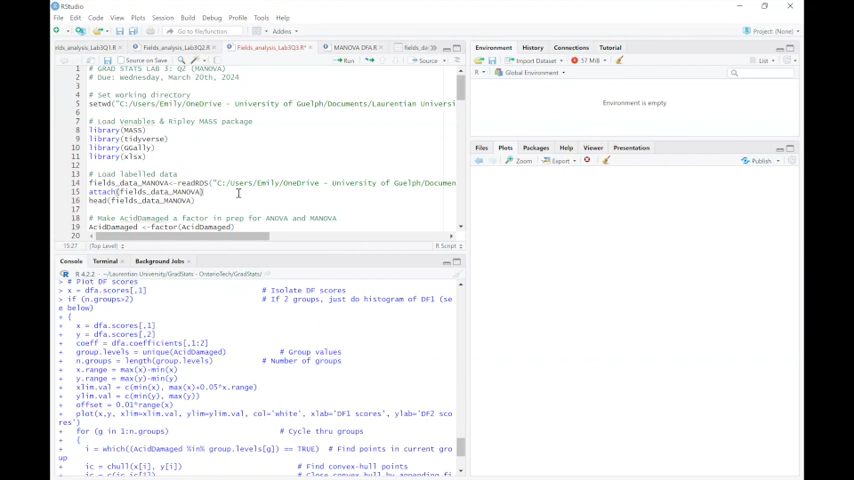 RStudio
File Edit Code View Plots Session Build Debug Profile Tools Help
Go to file/function
Addins
Project: (None)
elds_analysis_Lab3Q1.R
Fields_analysis_Lab3Q2.R
Fields_analysis_Lab3Q3.R*
MANOVA DFA.R
fields_di
Source on Save
Run
Source
1 # GRAD STATS LAB 3: Q2 (MANOVA)
2 # Due: Wednesday, March 20th, 2024
3
4 # Set working directory
5 setwd("C:/Users/Emily/OneDrive - University of Guelph/Documents/Laurentian Universi
6
7 # Load Venables & Ripley MASS package
8 library(MASS)
9 library(tidyverse)
10 library(GGally)
11 library(xlsx)
12
13 # Load labelled data
14 fields_data_MANOVA<-readRDS("C:/Users/Emily/OneDrive - University of Guelph/Documen
15 attach(fields_data_MANOVA)
16 head(fields_data_MANOVA)
17
18 # Make AcidDamaged a factor in prep for ANOVA and MANOVA
19 AcidDamaged <-factor(AcidDamaged)
20
15:27 (Top Level) R Script
Console Terminal Background Jobs
R 4.2.2 · ~/Laurentian University/GradStats - OntarioTech/GradStats/
> # Plot DF scores
> x = dfa.scores[,1] # Isolate DF scores
> if (n.groups>2) # If 2 groups, just do histogram of DF1 (se
e below)
+ {
+ x = dfa.scores[,1]
+ y = dfa.scores[,2]
+ coeff = dfa.coefficients[,1:2]
+ group.levels = unique(AcidDamaged) # Group values
+ n.groups = length(group.levels) # Number of groups
+ x.range = max(x)-min(x)
+ y.range = max(y)-min(y)
+ xlim.val = c(min(x), max(x)+0.05*x.range)
+ ylim.val = c(min(y), max(y))
+ offset = 0.01*range(x)
+ plot(x,y, xlim=xlim.val, ylim=ylim.val, col='white', xlab='DF1 scores', ylab='DF2 sco
res')
+ for (g in 1:n.groups) # Cycle thru groups
+ {
+ i = which((AcidDamaged %in% group.levels[g]) == TRUE) # Find points in current gro
up
+ ic = chull(x[i], y[i]) # Find convex-hull points
+ ic = c(ic,ic[1]) # Close convex hull by appending fi
Environment History Connections Tutorial
Import Dataset
57 MiB
List
R
Global Environment
Environment is empty
Files Plots Packages Help Viewer Presentation
Zoom
Export
Publish